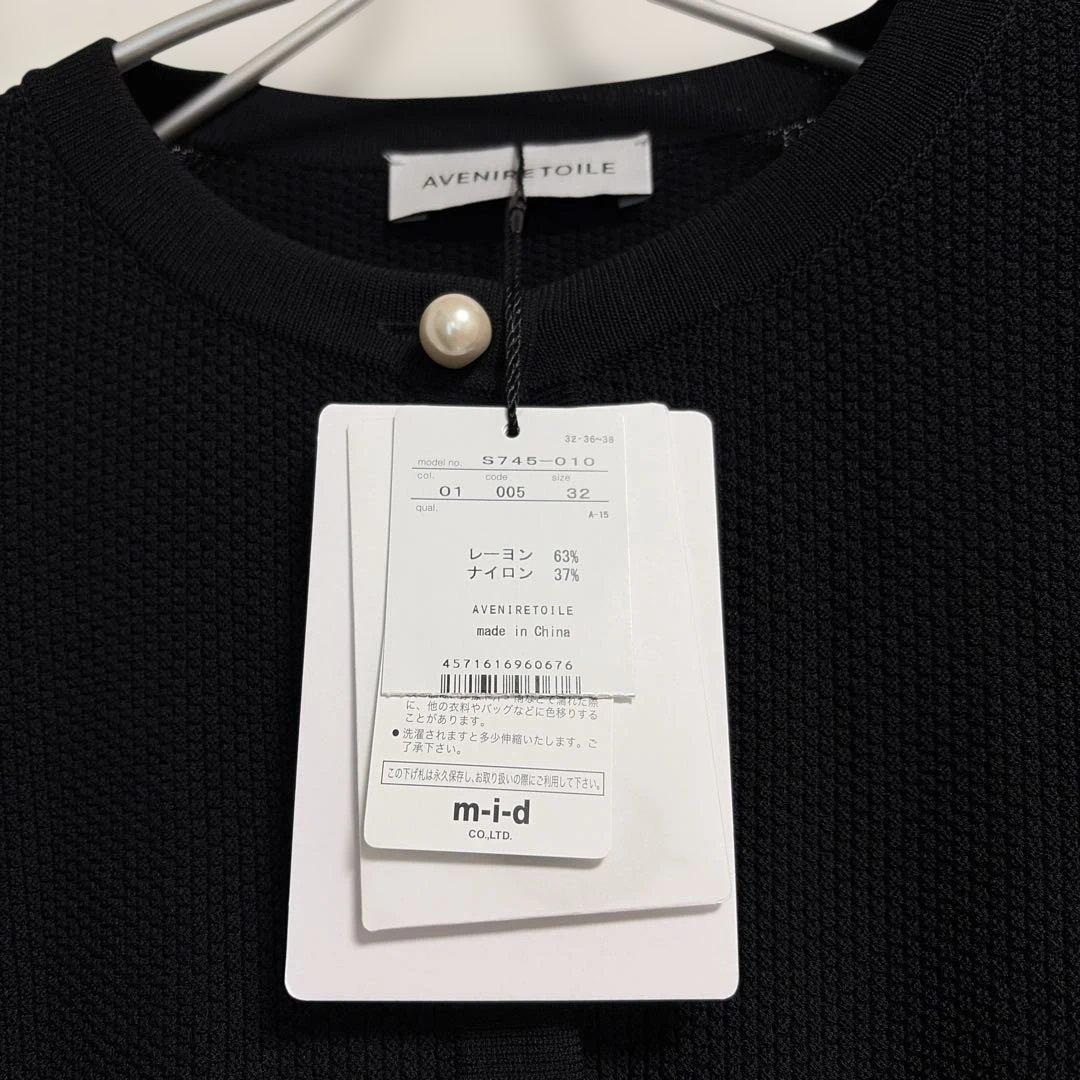 AVENIRETOILE
32-36~38
model no. S745-010
col. code size
01 005 32
qual.
A-15
レーヨン 63%
ナイロン 37%
AVENIRETOILE
made in China
4571616960676
に、他の衣料やバッグなどに色移りする
ことがあります。
●洗濯されますと多少伸縮いたします。ご
了承下さい。
この下げ札は永久保存し、お取り扱いの際にご利用して下さい。
m-i-d
CO.,LTD.